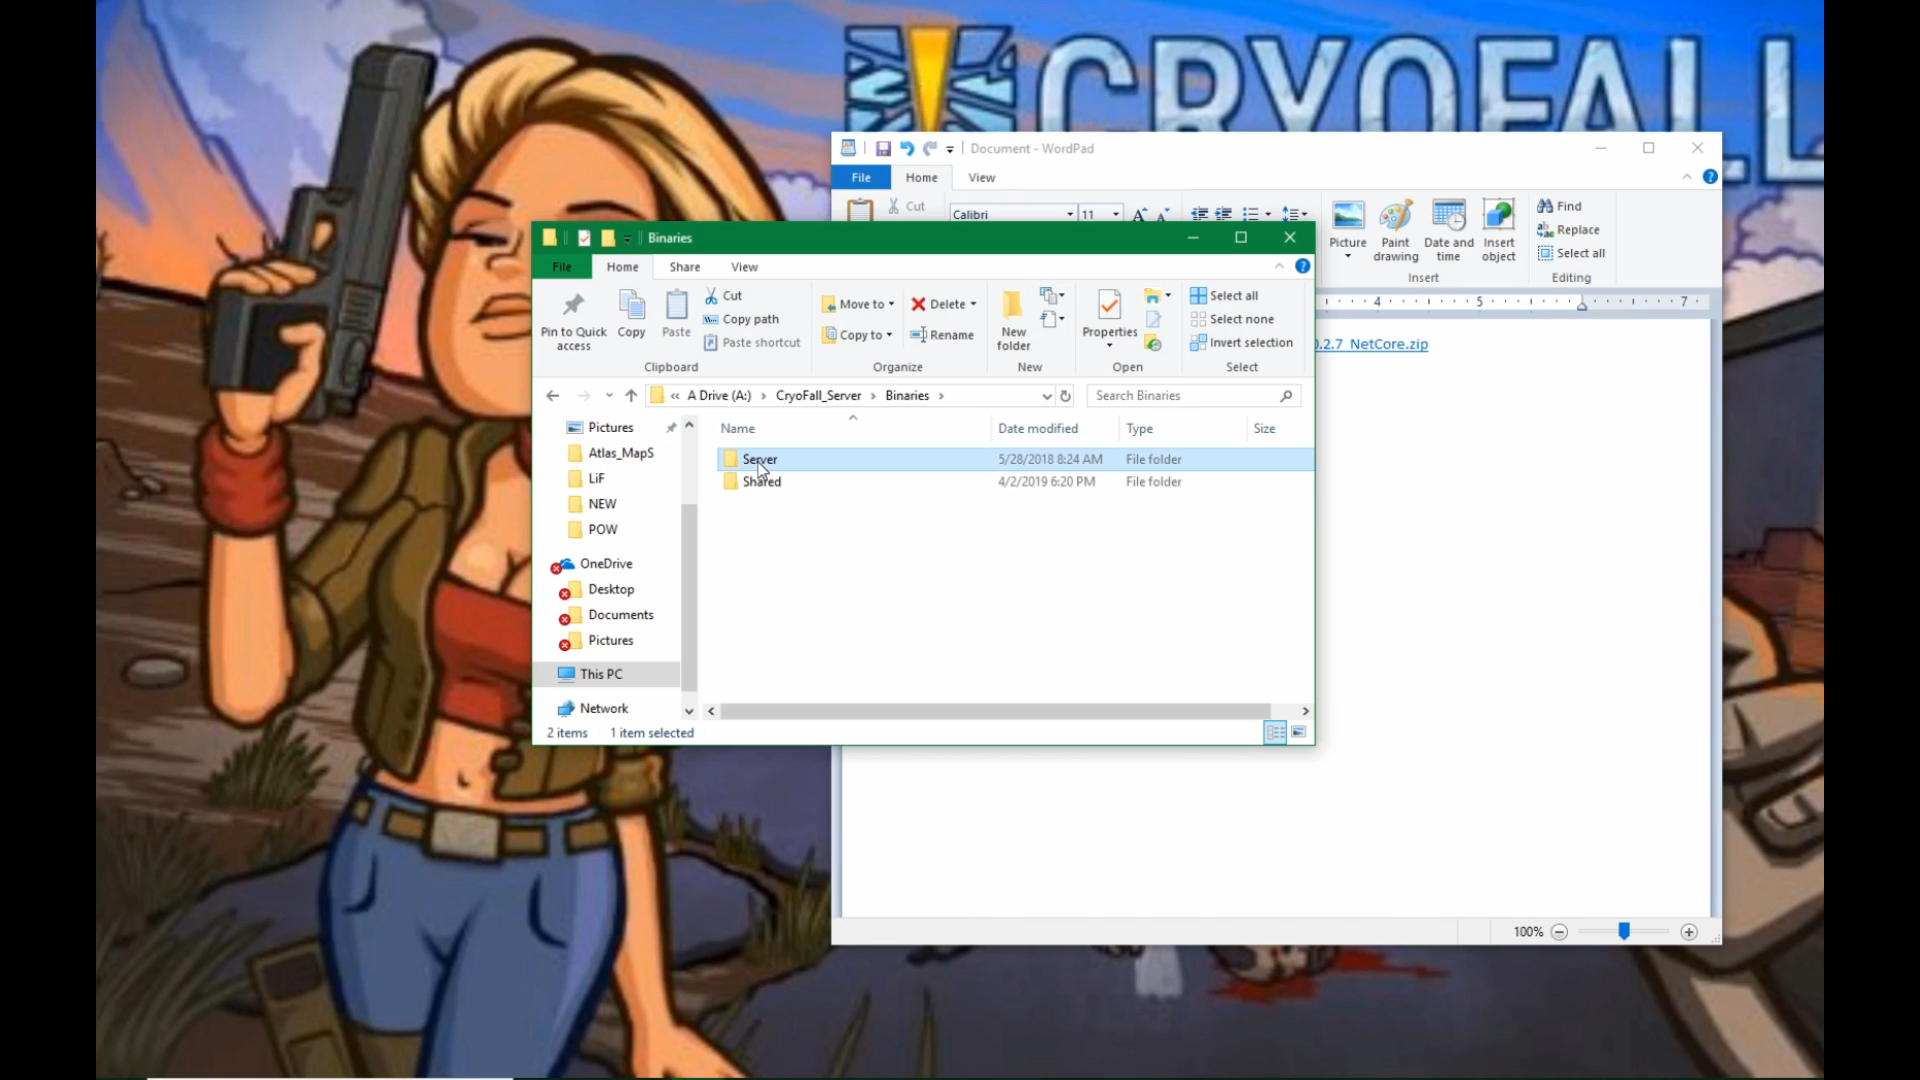 CRYOFALL
Document - WordPad
File
Home
View
Cut
Calibri
11
Picture
Paint drawing
Date and time
Insert object
Insert
Find
Replace
Select all
Editing
4 5 7
0.2.7_NetCore.zip
Binaries
File
Home
Share
View
Pin to Quick access
Copy
Paste
Cut
Copy path
Paste shortcut
Clipboard
Move to
Copy to
Delete
Rename
Organize
New folder
New
Properties
Open
Select all
Select none
Invert selection
Select
« A Drive (A:) › CryoFall_Server › Binaries ›
Search Binaries
Pictures
Atlas_MapS
LiF
NEW
POW
OneDrive
Desktop
Documents
Pictures
This PC
Network
Name Date modified Type Size
Server 5/28/2018 8:24 AM File folder
Shared 4/2/2019 6:20 PM File folder
2 items 1 item selected
100%